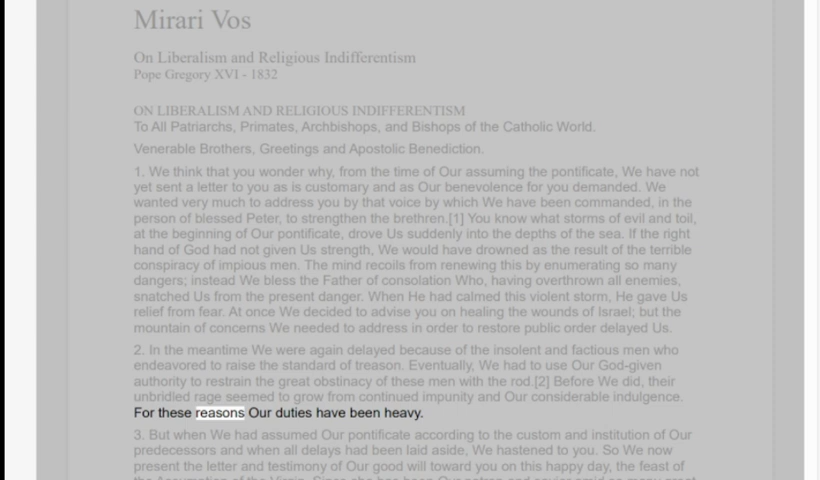 Mirari Vos
On Liberalism and Religious Indifferentism
Pope Gregory XVI - 1832
ON LIBERALISM AND RELIGIOUS INDIFFERENTISM
To All Patriarchs, Primates, Archbishops, and Bishops of the Catholic World.
Venerable Brothers, Greetings and Apostolic Benediction.
1. We think that you wonder why, from the time of Our assuming the pontificate, We have not
yet sent a letter to you as is customary and as Our benevolence for you demanded. We
wanted very much to address you by that voice by which We have been commanded, in the
person of blessed Peter, to strengthen the brethren.[1] You know what storms of evil and toil,
at the beginning of Our pontificate, drove Us suddenly into the depths of the sea. If the right
hand of God had not given Us strength, We would have drowned as the result of the terrible
conspiracy of impious men. The mind recoils from renewing this by enumerating so many
dangers; instead We bless the Father of consolation Who, having overthrown all enemies,
snatched Us from the present danger. When He had calmed this violent storm, He gave Us
relief from fear. At once We decided to advise you on healing the wounds of Israel; but the
mountain of concerns We needed to address in order to restore public order delayed Us.
2. In the meantime We were again delayed because of the insolent and factious men who
endeavored to raise the standard of treason. Eventually, We had to use Our God-given
authority to restrain the great obstinacy of these men with the rod.[2] Before We did, their
unbridled rage seemed to grow from continued impunity and Our considerable indulgence.
For these reasons Our duties have been heavy.
3. But when We had assumed Our pontificate according to the custom and institution of Our
predecessors and when all delays had been laid aside, We hastened to you. So We now
present the letter and testimony of Our good will toward you on this happy day, the feast of